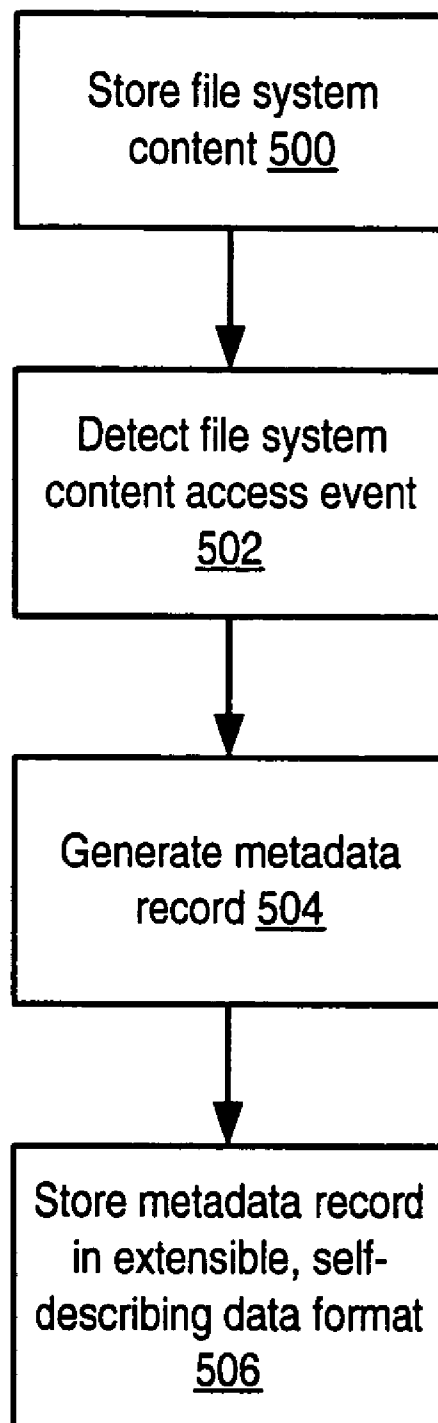 Store file system
content 500
Detect file system
content access event
502
Generate metadata
record 504
Store metadata record
in extensible, self-
describing data format
506